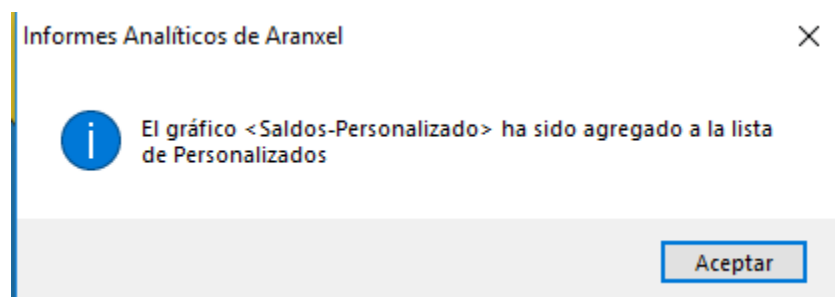 Informes Analíticos de Aranxel
El gráfico <Saldos-Personalizado> ha sido agregado a la lista
de Personalizados
Aceptar